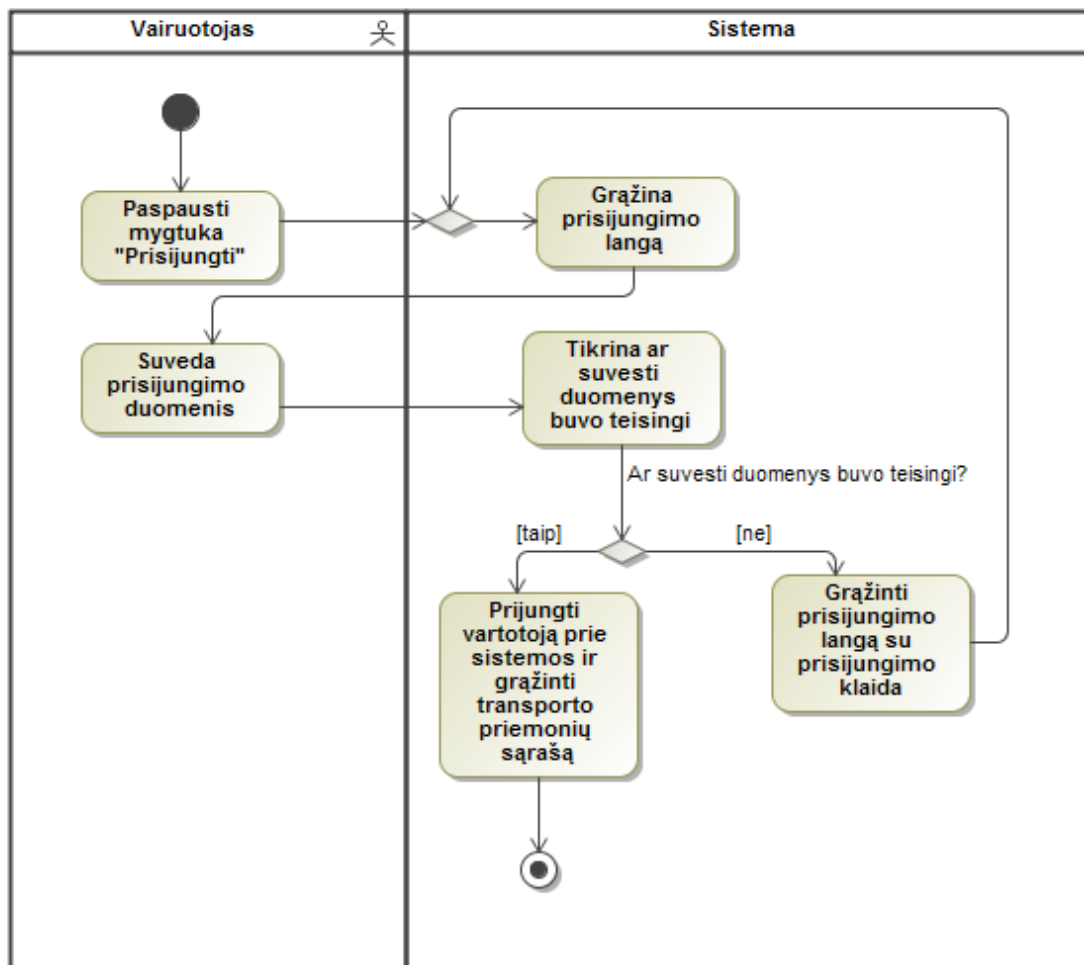 Vairuotojas
Sistema
Paspausti
mygtuka
"Prisijungti"
Grąžina
prisijungimo
langą
Suveda
prisijungimo
duomenis
Tikrina ar
suvesti
duomenys
buvo teisingi
Ar suvesti duomenys buvo teisingi?
[taip]
[ne]
Prijungti
vartotoją prie
sistemos ir
grąžinti
transporto
priemonių
sąrašą
Grąžinti
prisijungimo
langą su
prisijungimo
klaida